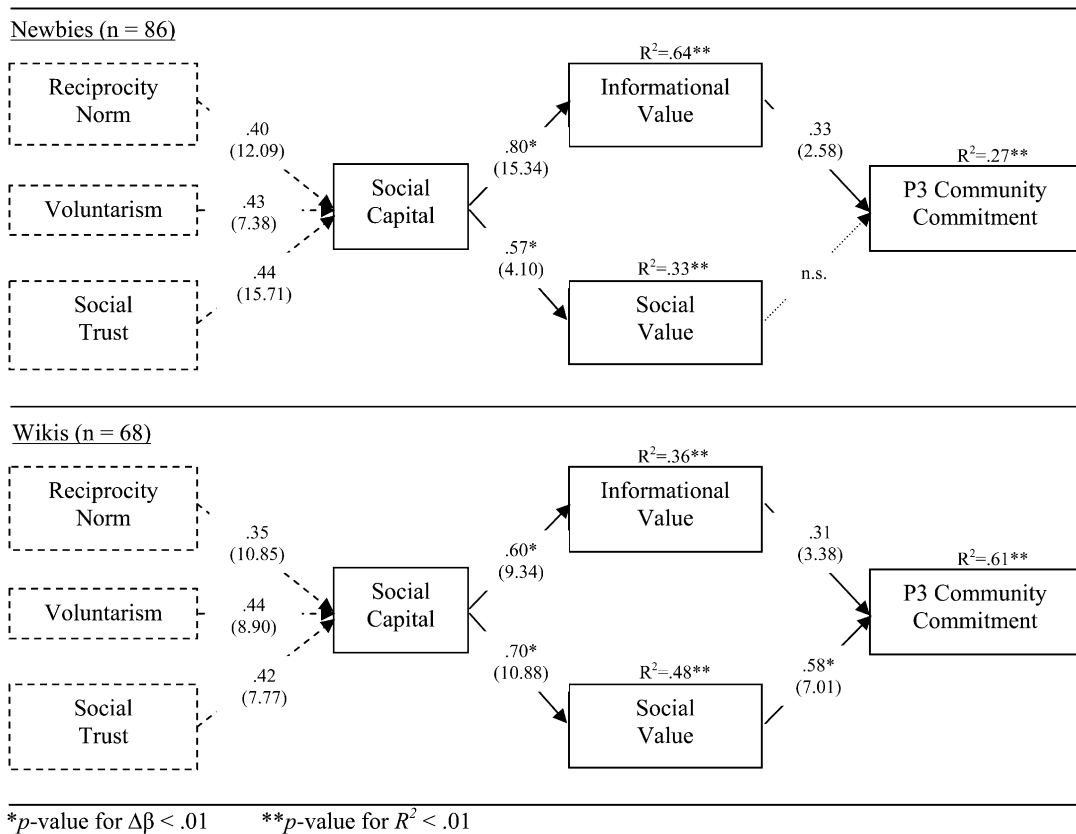 Newbies (n = 86)
R²=.64**
Reciprocity
Norm
Informational
Value
.40
(12.09)
.80*
(15.34)
.33
(2.58)
R²=.27**
Voluntarism
.43
(7.38)
Social
Capital
P3 Community
Commitment
.57*
(4.10)
R²=.33**
n.s.
.44
(15.71)
Social
Trust
Social
Value
Wikis (n = 68)
R²=.36**
Reciprocity
Norm
Informational
Value
.35
(10.85)
.60*
(9.34)
.31
(3.38)
R²=.61**
Voluntarism
.44
(8.90)
Social
Capital
P3 Community
Commitment
.70*
(10.88)
R²=.48**
.58*
(7.01)
.42
(7.77)
Social
Trust
Social
Value
*p-value for Δβ < .01 **p-value for R² < .01